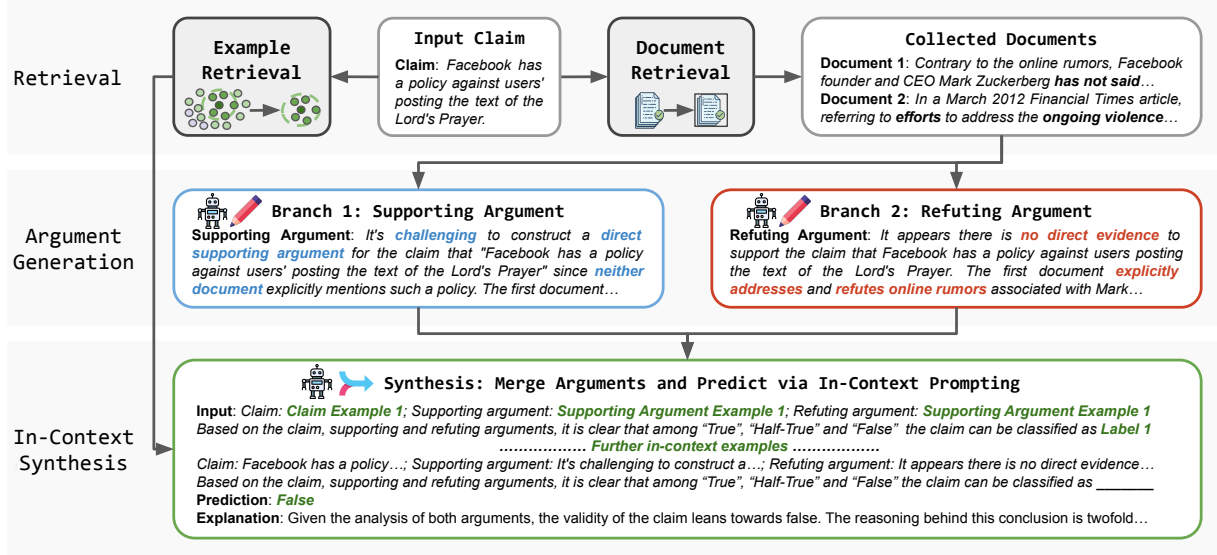 Retrieval
Example
Retrieval
Input Claim
Claim: Facebook has
a policy against users'
posting the text of the
Lord's Prayer.
Document
Retrieval
Collected Documents
Document 1: Contrary to the online rumors, Facebook
founder and CEO Mark Zuckerberg has not said…
Document 2: In a March 2012 Financial Times article,
referring to efforts to address the ongoing violence…
Argument
Generation
Branch 1: Supporting Argument
Supporting Argument: It's challenging to construct a direct
supporting argument for the claim that "Facebook has a policy
against users' posting the text of the Lord's Prayer" since
neither document explicitly mentions such a policy. The first document…
Branch 2: Refuting Argument
Refuting Argument: It appears there is no direct evidence to
support the claim that Facebook has a policy against users posting
the text of the Lord's Prayer. The first document explicitly
addresses and refutes online rumors associated with Mark…
In-Context
Synthesis
Synthesis: Merge Arguments and Predict via In-Context Prompting
Input: Claim: Claim Example 1; Supporting argument: Supporting Argument Example 1; Refuting argument: Supporting Argument Example 1
Based on the claim, supporting and refuting arguments, it is clear that among “True”, “Half-True” and “False” the claim can be classified as Label 1
.................. Further in-context examples ..................
Claim: Facebook has a policy…; Supporting argument: It's challenging to construct a…; Refuting argument: It appears there is no direct evidence…
Based on the claim, supporting and refuting arguments, it is clear that among “True”, “Half-True” and “False” the claim can be classified as _______
Prediction: False
Explanation: Given the analysis of both arguments, the validity of the claim leans towards false. The reasoning behind this conclusion is twofold…